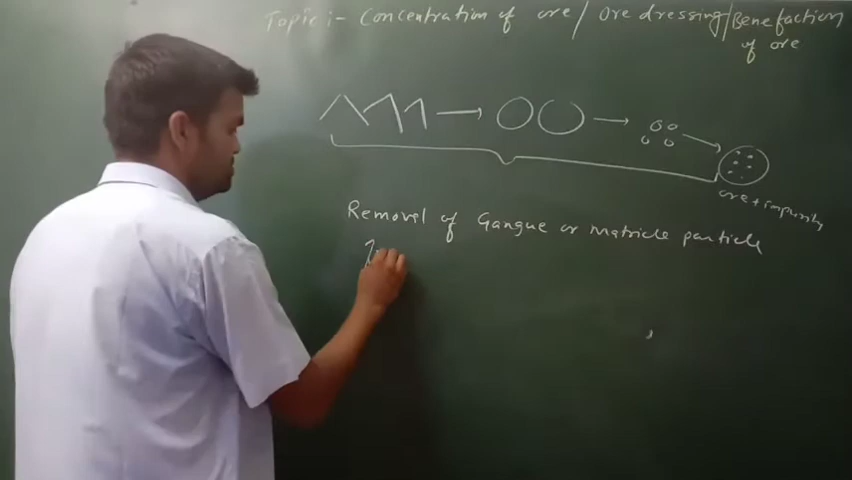 Topic :- Concentration of ore / Ore dressing / Benefaction
of ore
ore + impurity
Removal of Gangue or matricle particle